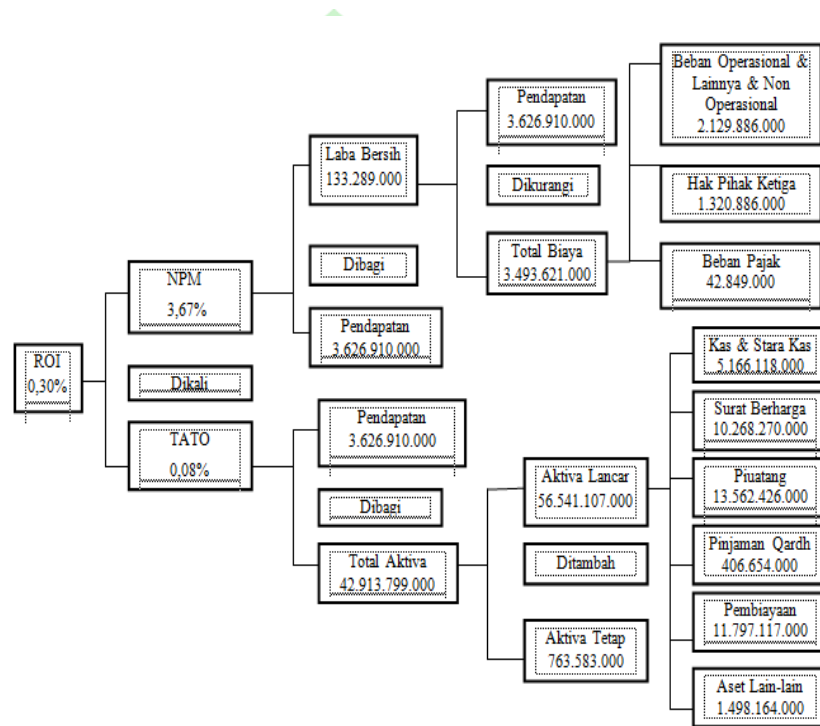 ROI
0,30%
NPM
3,67%
Dikali
TATO
0,08%
Laba Bersih
133.289.000
Dibagi
Pendapatan
3.626.910.000
Pendapatan
3.626.910.000
Dibagi
Total Aktiva
42.913.799.000
Pendapatan
3.626.910.000
Dikurangi
Total Biaya
3.493.621.000
Aktiva Lancar
56.541.107.000
Ditambah
Aktiva Tetap
763.583.000
Beban Operasional &
Lainnya & Non
Operasional
2.129.886.000
Hak Pihak Ketiga
1.320.886.000
Beban Pajak
42.849.000
Kas & Stara Kas
5.166.118.000
Surat Berharga
10.268.270.000
Piuatang
13.562.426.000
Pinjaman Qardh
406.654.000
Pembiayaan
11.797.117.000
Aset Lain-lain
1.498.164.000